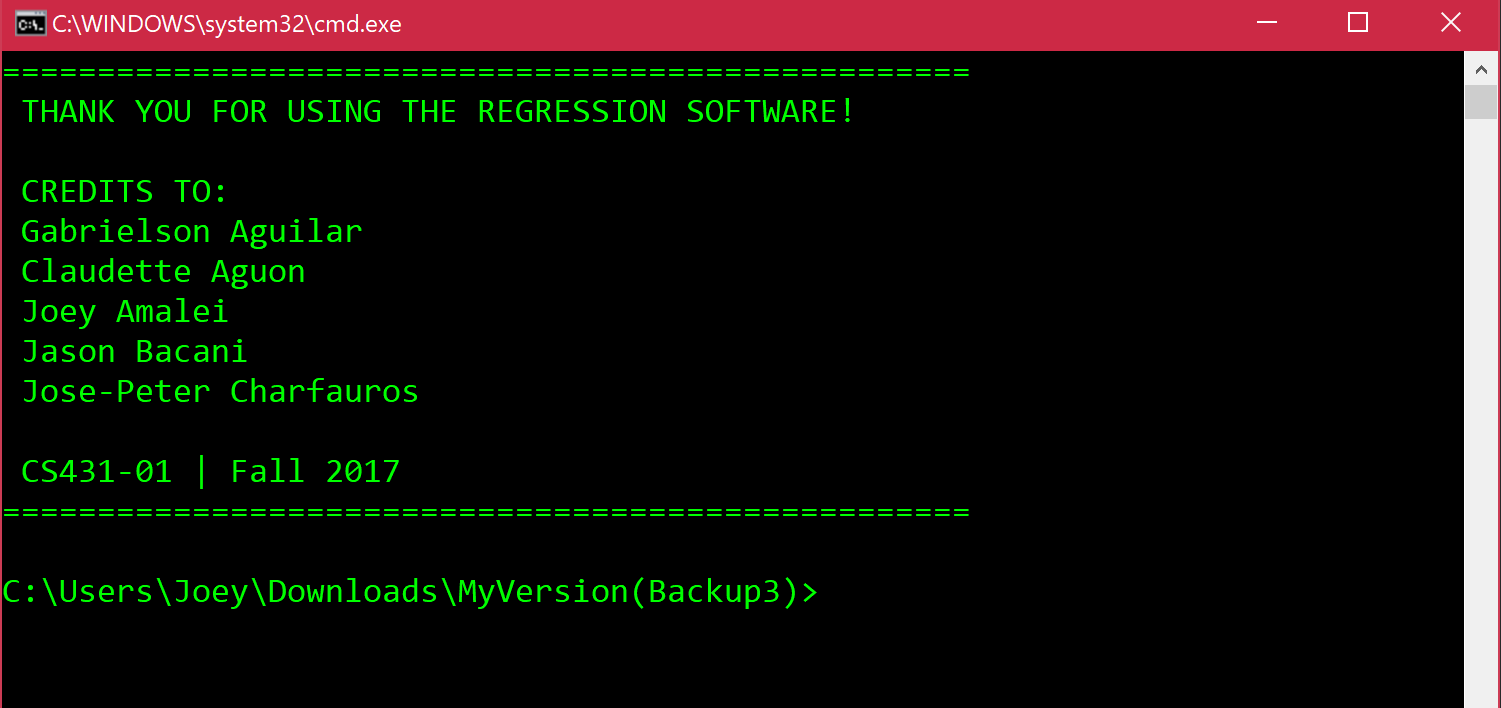 C:\WINDOWS\system32\cmd.exe
===================================================
THANK YOU FOR USING THE REGRESSION SOFTWARE!
CREDITS TO:
Gabrielson Aguilar
Claudette Aguon
Joey Amalei
Jason Bacani
Jose-Peter Charfauros
CS431-01 | Fall 2017
===================================================
C:\Users\Joey\Downloads\MyVersion(Backup3)>